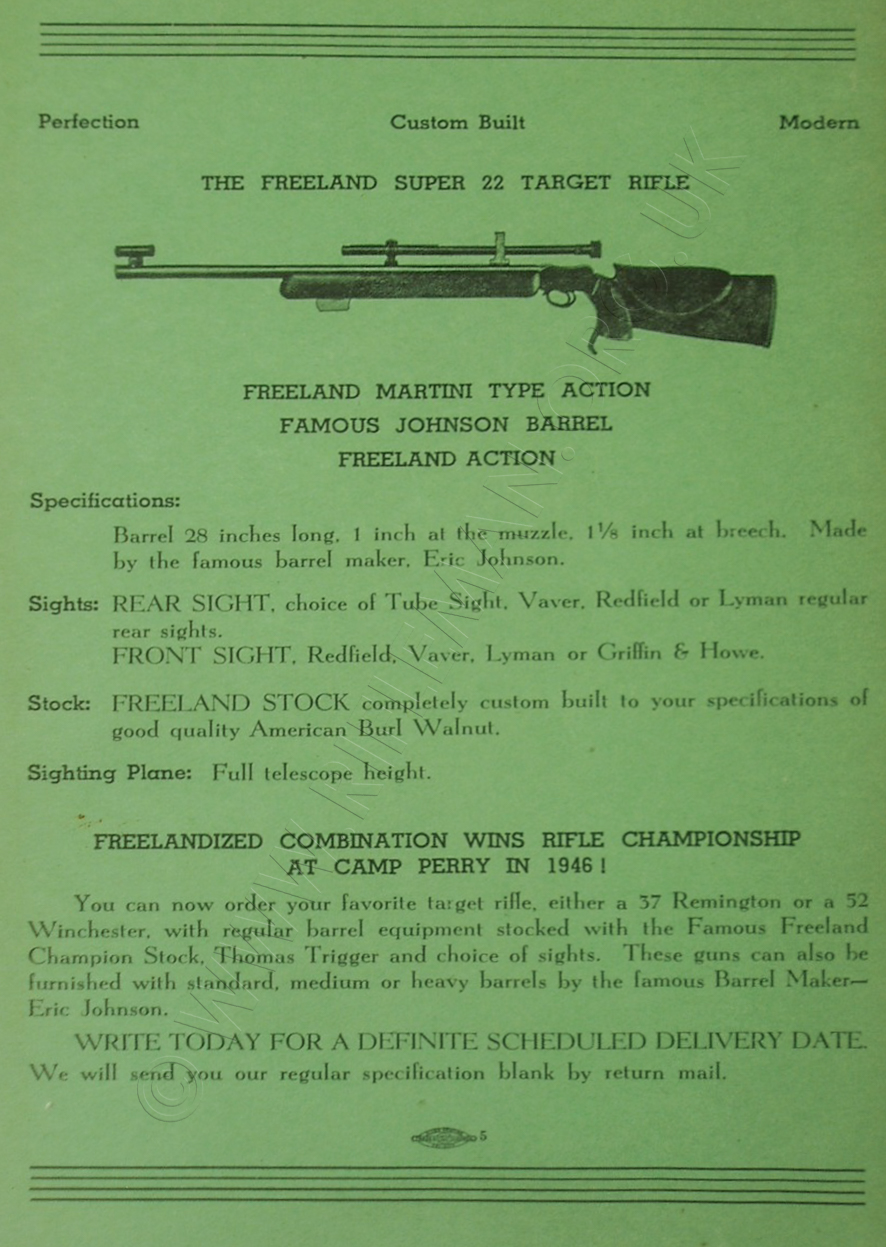 Perfection Custom Built Modern
THE FREELAND SUPER 22 TARGET RIFLE
FREELAND MARTINI TYPE ACTION
FAMOUS JOHNSON BARREL
FREELAND ACTION
Specifications:
Barrel 28 inches long, 1 inch at the muzzle, 1⅛ inch at breech. Made
by the famous barrel maker, Eric Johnson.
Sights: REAR SIGHT, choice of Tube Sight, Vaver, Redfield or Lyman regular
rear sights.
FRONT SIGHT, Redfield, Vaver, Lyman or Griffin & Howe.
Stock: FREELAND STOCK completely custom built to your specifications of
good quality American Burl Walnut.
Sighting Plane: Full telescope height.
FREELANDIZED COMBINATION WINS RIFLE CHAMPIONSHIP
AT CAMP PERRY IN 1946!
You can now order your favorite target rifle, either a 37 Remington or a 52
Winchester, with regular barrel equipment stocked with the Famous Freeland
Champion Stock, Thomas Trigger and choice of sights. These guns can also be
furnished with standard, medium or heavy barrels by the famous Barrel Maker—
Eric Johnson.
WRITE TODAY FOR A DEFINITE SCHEDULED DELIVERY DATE.
We will send you our regular specification blank by return mail.
5